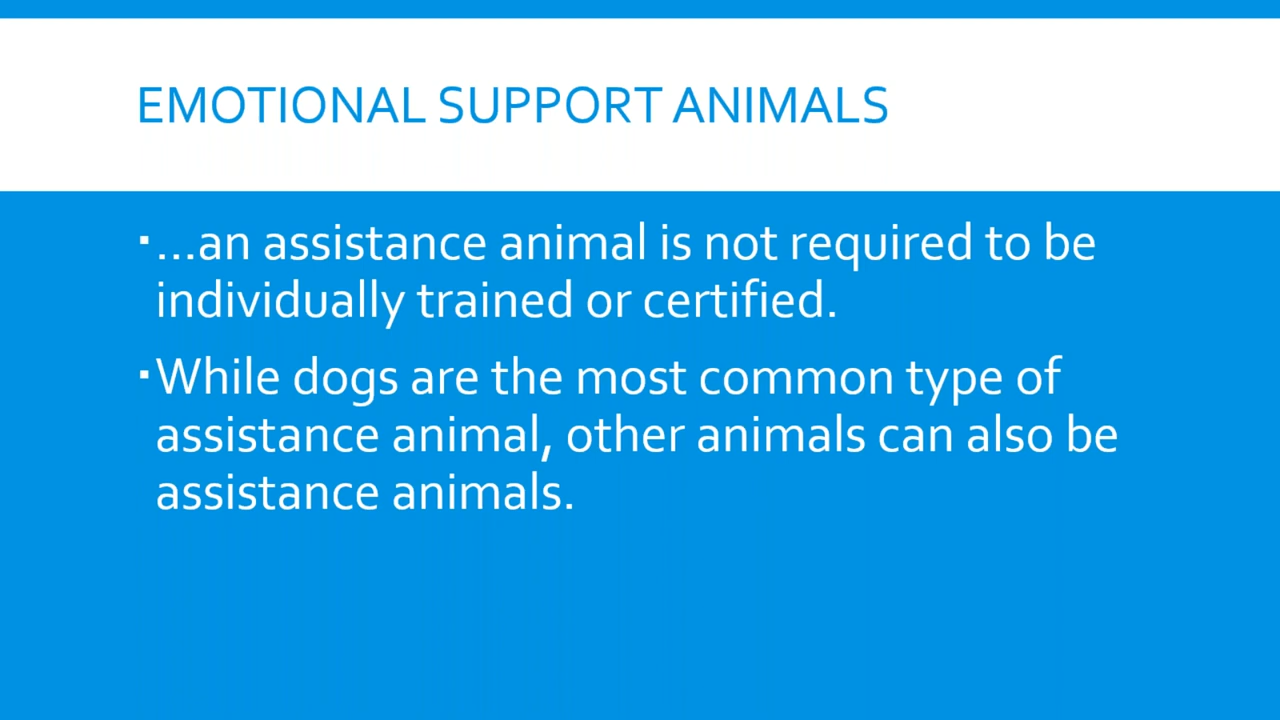 EMOTIONAL SUPPORT ANIMALS
▪…an assistance animal is not required to be
individually trained or certified.
▪While dogs are the most common type of
assistance animal, other animals can also be
assistance animals.